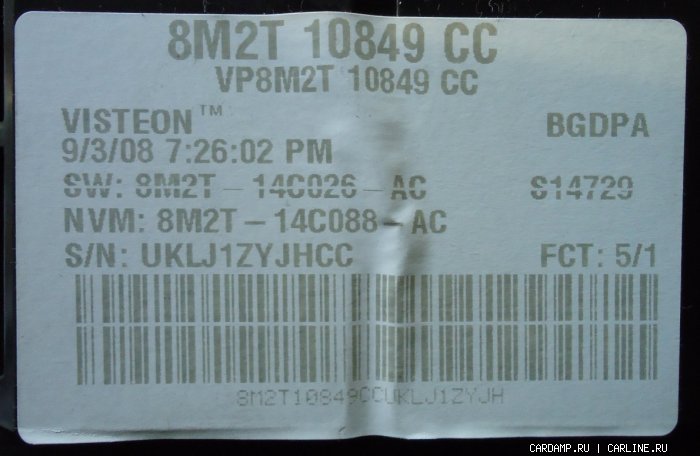 8M2T 10849 CC
VP8M2T 10849 CC
VISTEON™ BGDPA
9/3/08 7:26:02 PM
SW: 8M2T-14C026-AC S14729
NVM: 8M2T-14C088-AC
S/N: UKLJ1ZYJHCC FCT: 5/1
8M2T10849CCUKLJ1ZYJH
CARDAMP.RU | CARLINE.RU